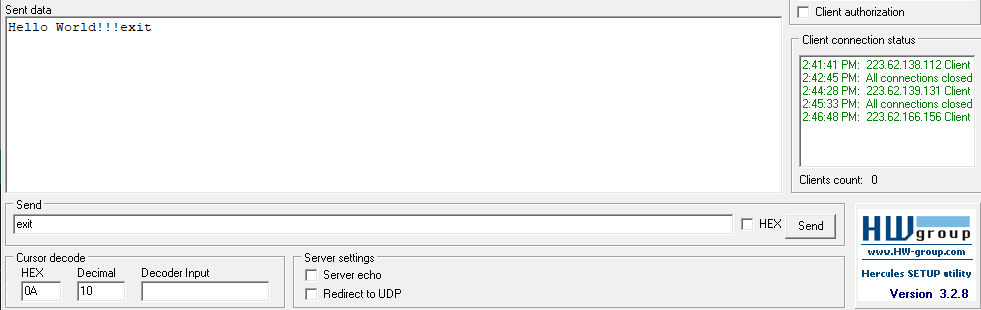 Sent data
Hello World!!!exit
Client authorization
Client connection status
2:41:41 PM: 223.62.138.112 Client
2:42:45 PM: All connections closed
2:44:28 PM: 223.62.139.131 Client
2:45:33 PM: All connections closed
2:46:48 PM: 223.62.166.156 Client
Clients count: 0
Send
exit
HEX
Send
Cursor decode
HEX Decimal Decoder Input
0A 10
Server settings
Server echo
Redirect to UDP
HW group
www.HW-group.com
Hercules SETUP utility
Version 3.2.8